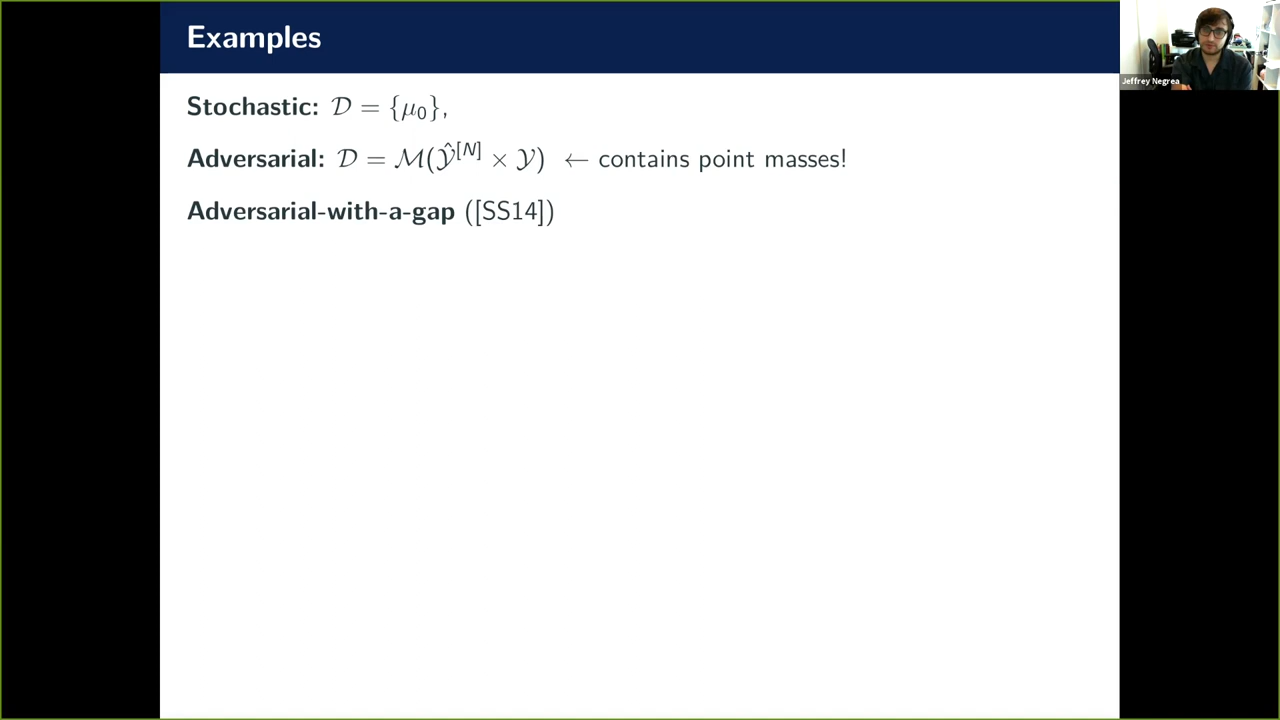 Examples
Stochastic: 𝒟 = {μ₀},
Adversarial: 𝒟 = ℳ(𝒴̂^[N] × 𝒴) ← contains point masses!
Adversarial-with-a-gap ([SS14])
Jeffrey Negrea